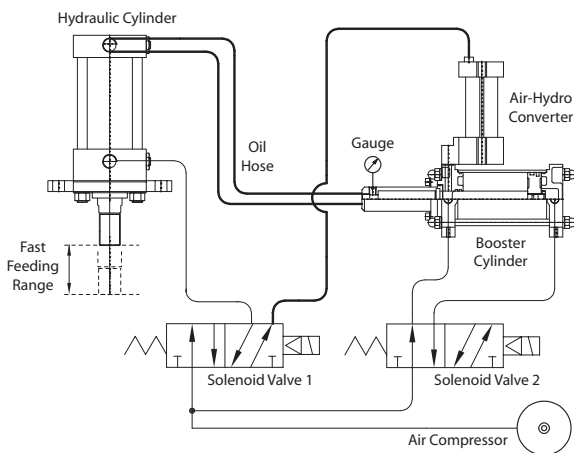 Hydraulic Cylinder
Air-Hydro
Converter
Gauge
Oil
Hose
Fast
Feeding
Range
Booster
Cylinder
Solenoid Valve 1
Solenoid Valve 2
Air Compressor